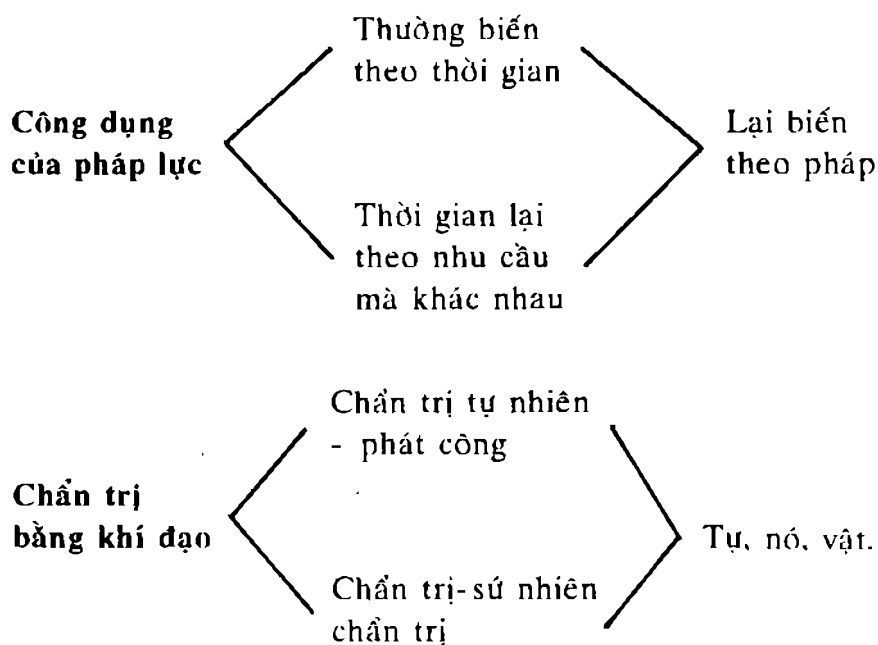 Thường biến
theo thời gian
Công dụng
của pháp lực
Lại biến
theo pháp
Thời gian lại
theo nhu cầu
mà khác nhau
Chẩn trị tự nhiên
- phát công
Chẩn trị
bằng khí đạo
Tự, nó, vật.
Chẩn trị-sứ nhiên
chẩn trị